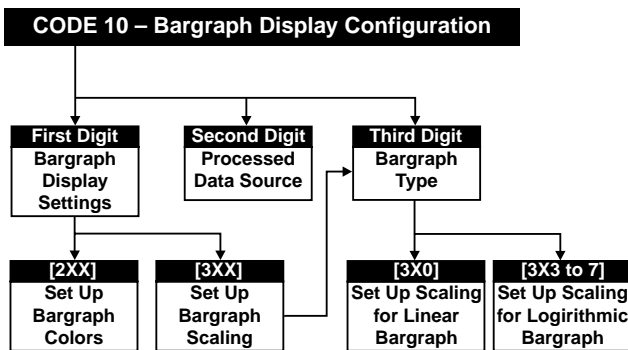 CODE 10 – Bargraph Display Configuration
First Digit
Bargraph
Display
Settings
Second Digit
Processed
Data Source
Third Digit
Bargraph
Type
[2XX]
Set Up
Bargraph
Colors
[3XX]
Set Up
Bargraph
Scaling
[3X0]
Set Up Scaling
for Linear
Bargraph
[3X3 to 7]
Set Up Scaling
for Logirithmic
Bargraph